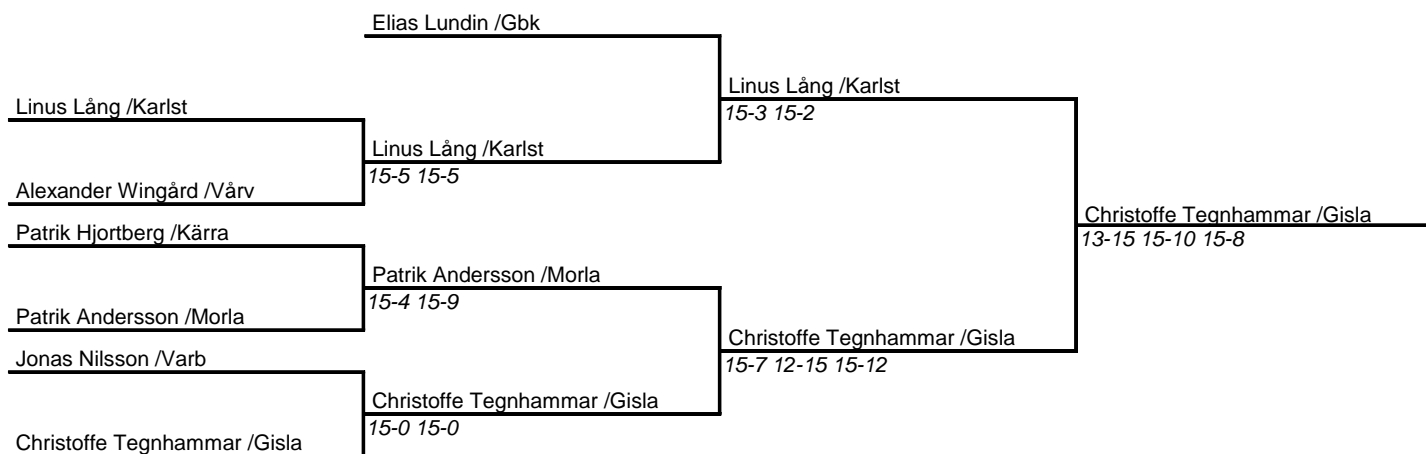 Elias Lundin /Gbk
Linus Lång /Karlst
15-3 15-2
Linus Lång /Karlst
Linus Lång /Karlst
15-5 15-5
Alexander Wingård /Vårv
Christoffe Tegnhammar /Gisla
13-15 15-10 15-8
Patrik Hjortberg /Kärra
Patrik Andersson /Morla
15-4 15-9
Patrik Andersson /Morla
Christoffe Tegnhammar /Gisla
15-7 12-15 15-12
Jonas Nilsson /Varb
Christoffe Tegnhammar /Gisla
15-0 15-0
Christoffe Tegnhammar /Gisla